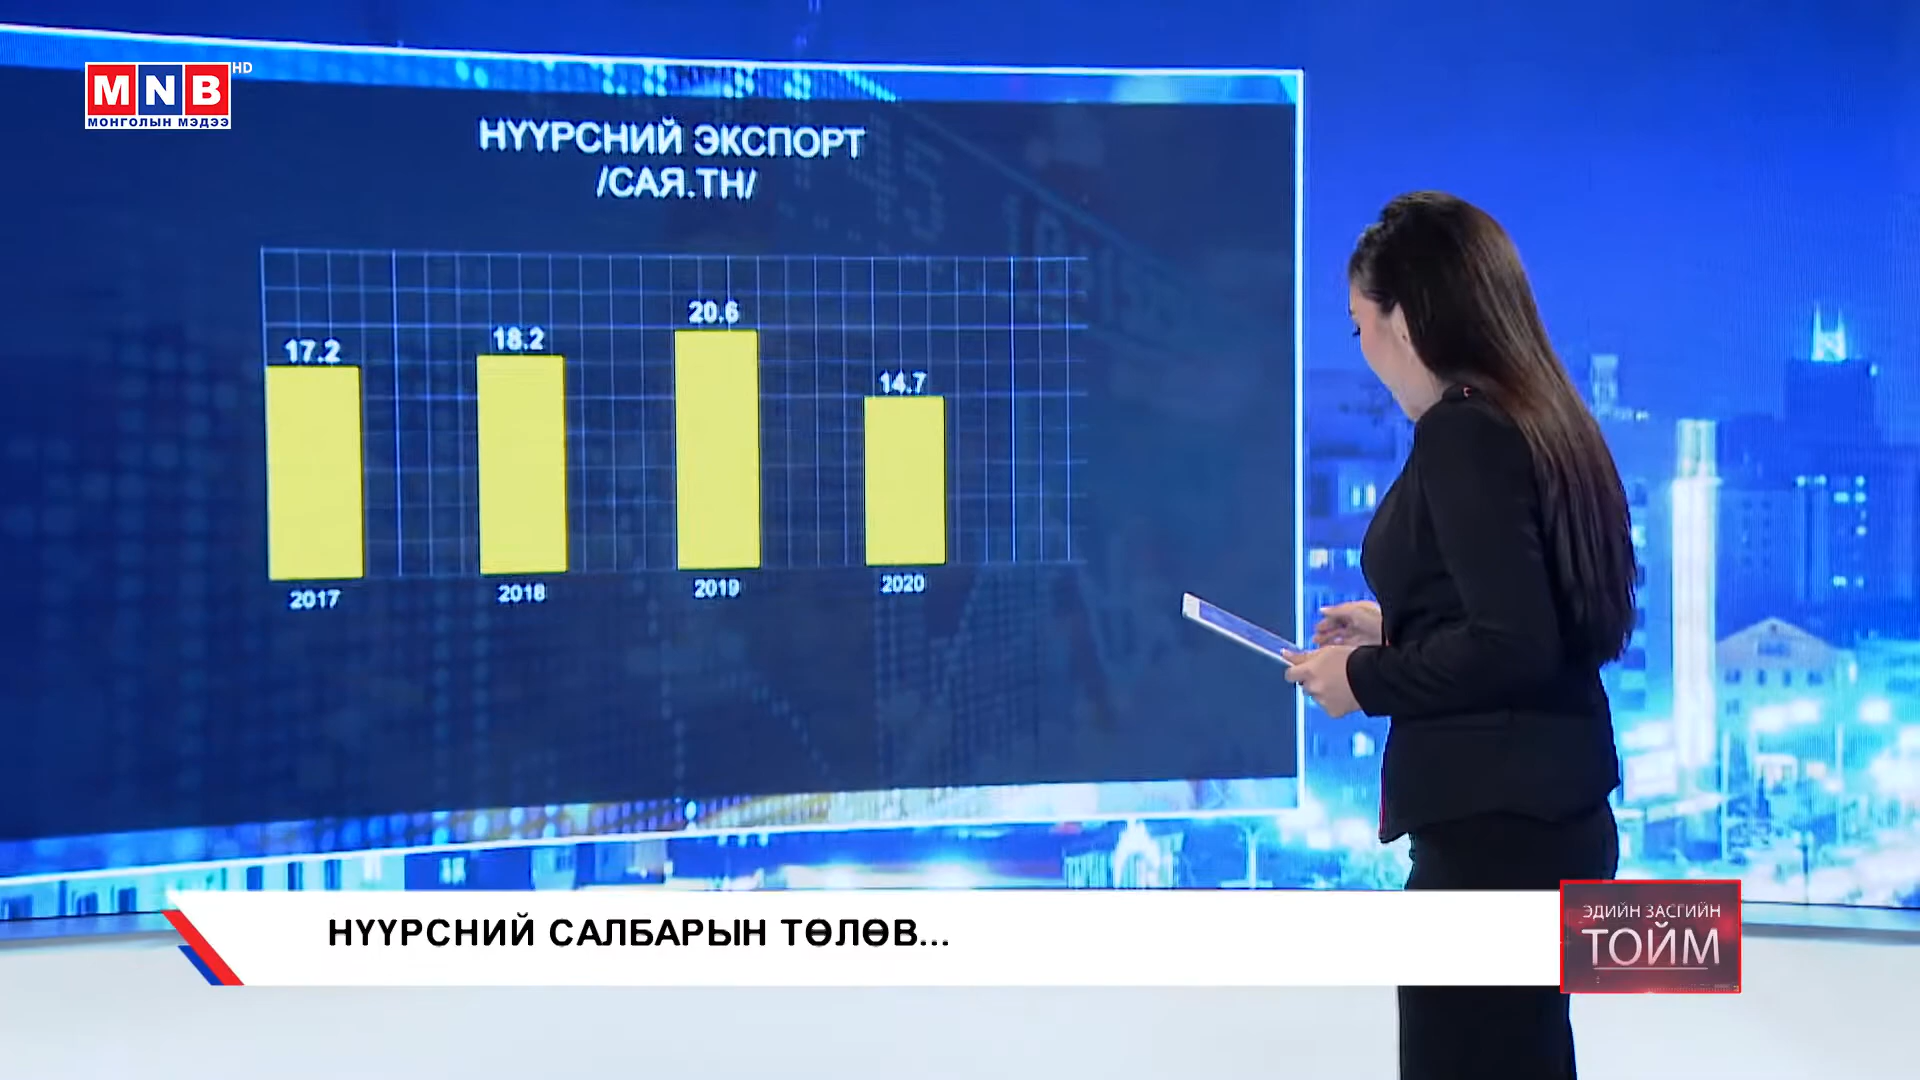 MNB HD
МОНГОЛЫН МЭДЭЭ
НҮҮРСНИЙ ЭКСПОРТ
/САЯ.ТН/
17.2
18.2
20.6
14.7
2017
2018
2019
2020
НҮҮРСНИЙ САЛБАРЫН ТӨЛӨВ...
ЭДИЙН ЗАСГИЙН
ТОЙМ